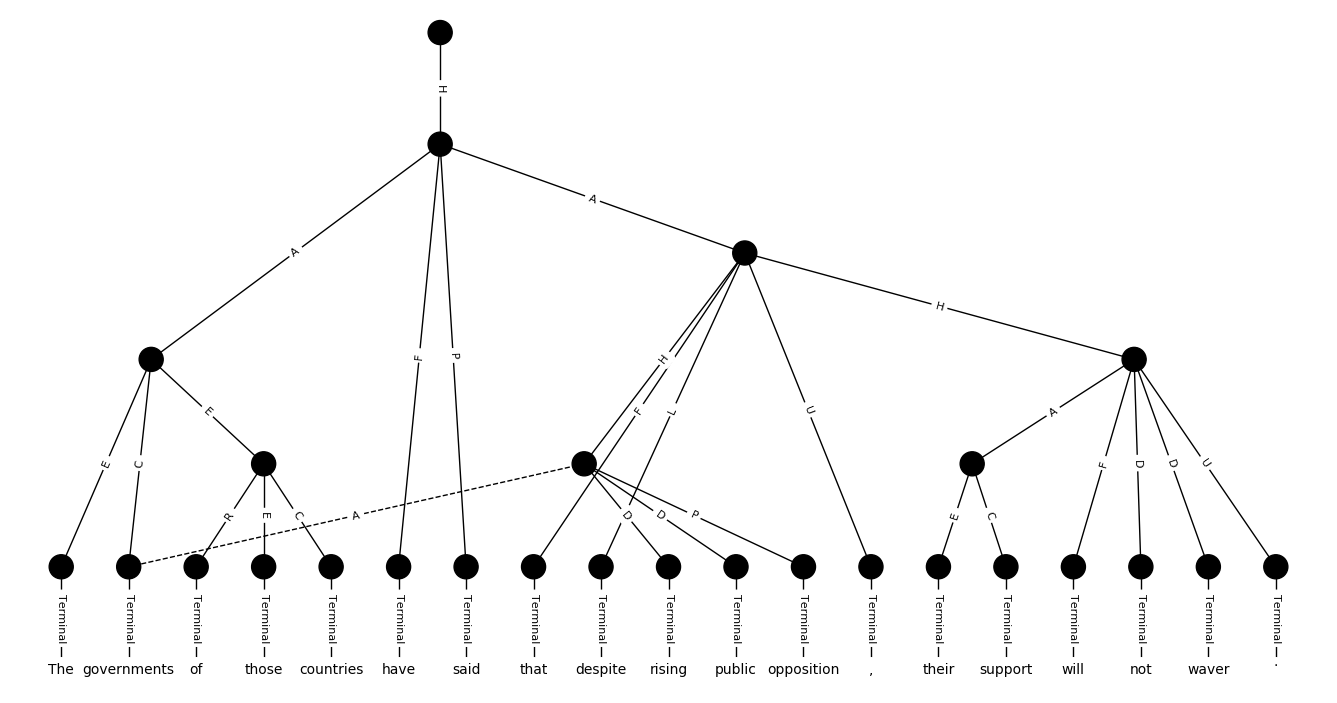 H
A
A
H
A
F
P
H
F
L
U
A
E
E
C
E
C
F
D
D
U
R
E
C
A
D
D
P
E
C
Terminal Terminal Terminal Terminal Terminal Terminal Terminal Terminal Terminal Terminal Terminal Terminal Terminal Terminal Terminal Terminal Terminal Terminal Terminal
The governments of those countries have said that despite rising public opposition , their support will not waver .